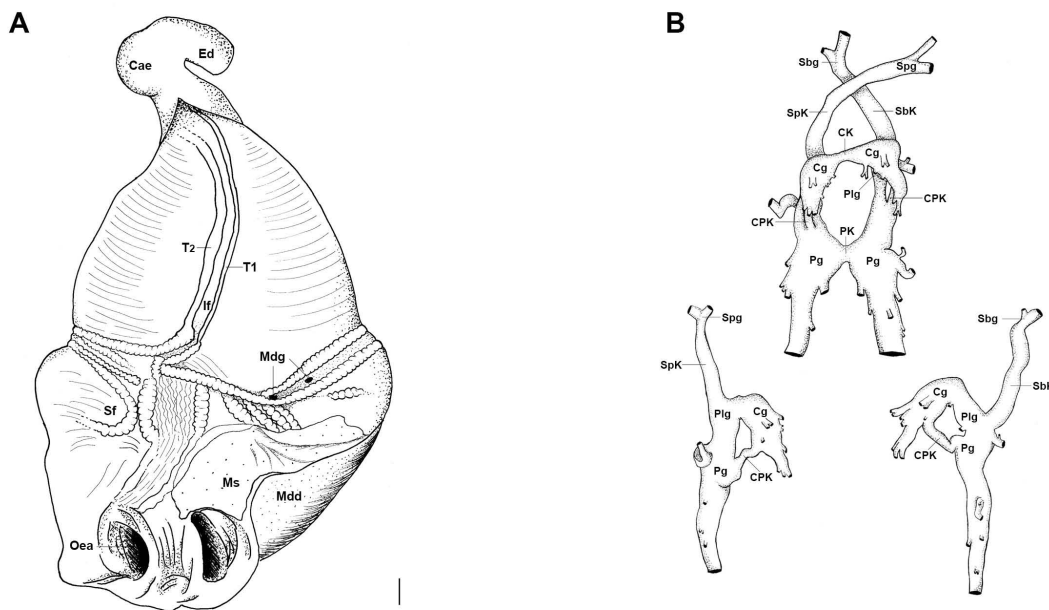 A
Ed
Cae
T2
T1
If
Mdg
Sf
Ms
Mdd
Oea
B
Sbg
Spg
SpK
SbK
CK
Cg
Cg
Plg
CPK
CPK
PK
Pg
Pg
Spg
SpK
Plg
Cg
Pg
CPK
Sbg
SbK
Cg
Plg
CPK
Pg